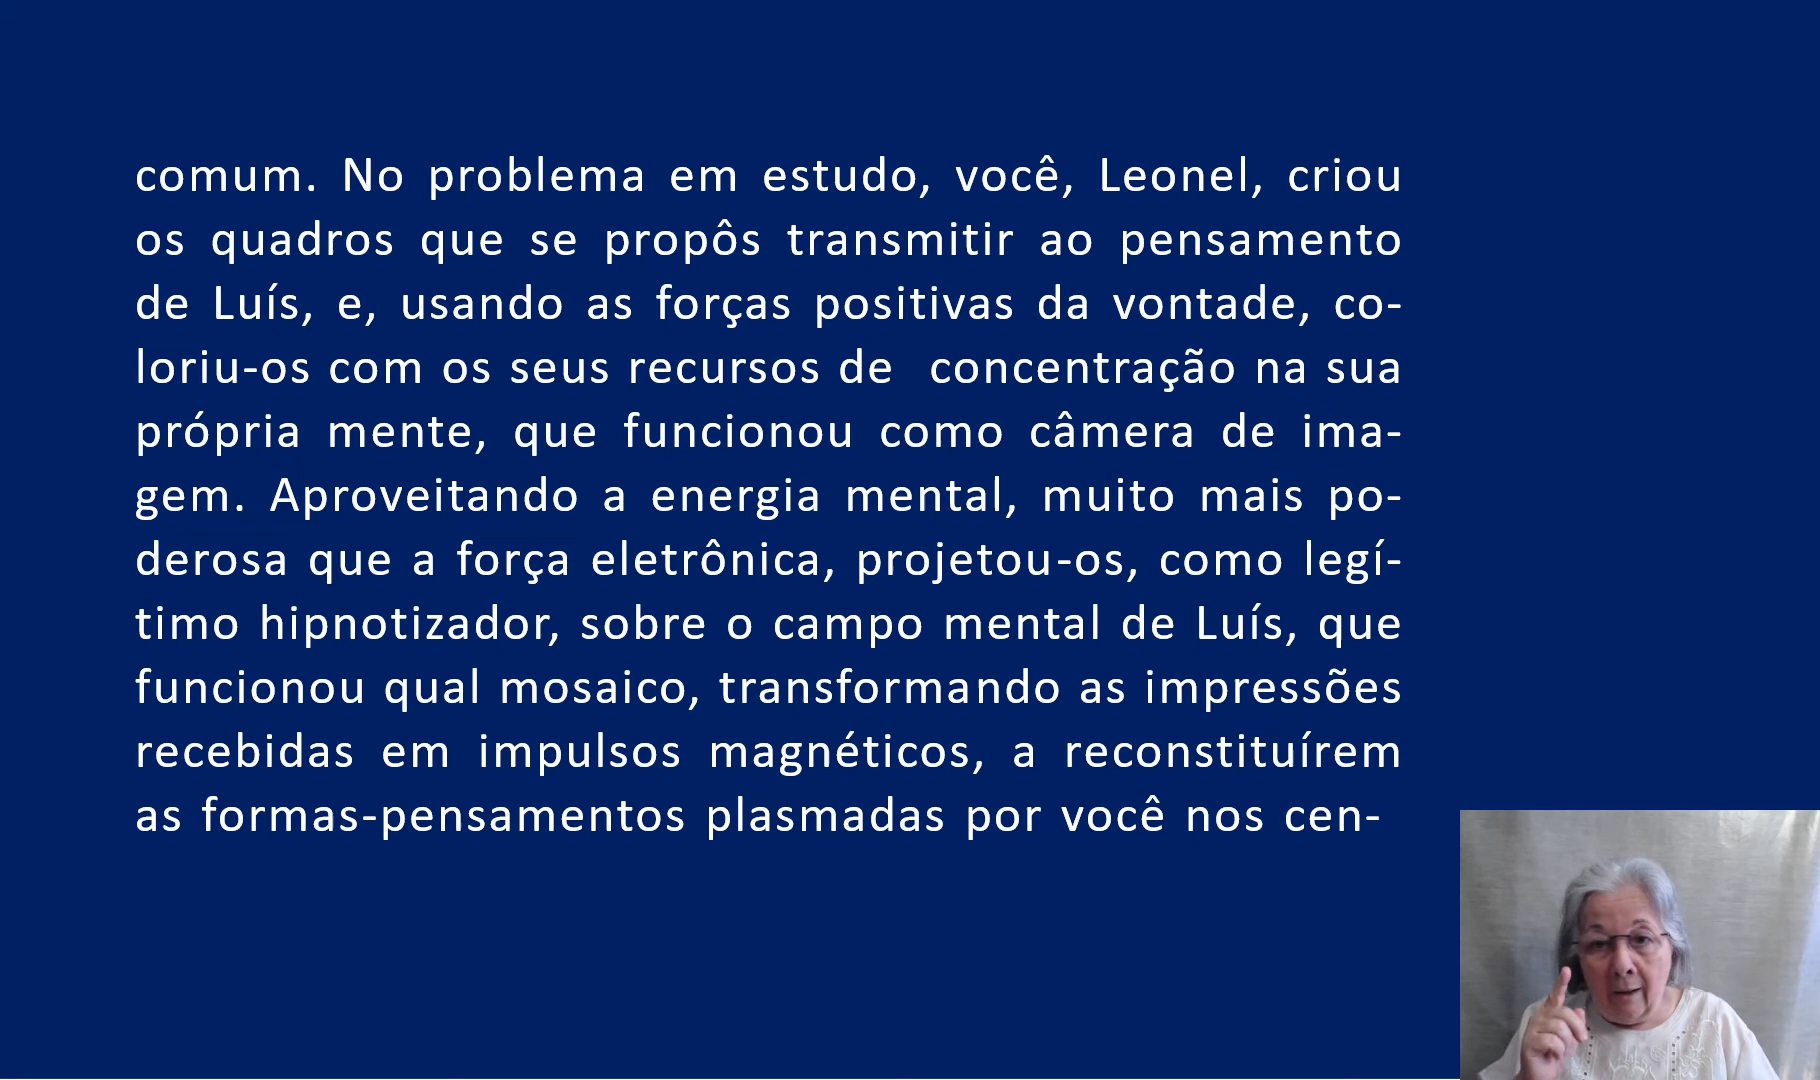 comum. No problema em estudo, você, Leonel, criou
os quadros que se propôs transmitir ao pensamento
de Luís, e, usando as forças positivas da vontade, co-
loriu-os com os seus recursos de  concentração na sua
própria mente, que funcionou como câmera de ima-
gem. Aproveitando a energia mental, muito mais po-
derosa que a força eletrônica, projetou-os, como legí-
timo hipnotizador, sobre o campo mental de Luís, que
funcionou qual mosaico, transformando as impressões
recebidas em impulsos magnéticos, a reconstituírem
as formas-pensamentos plasmadas por você nos cen-